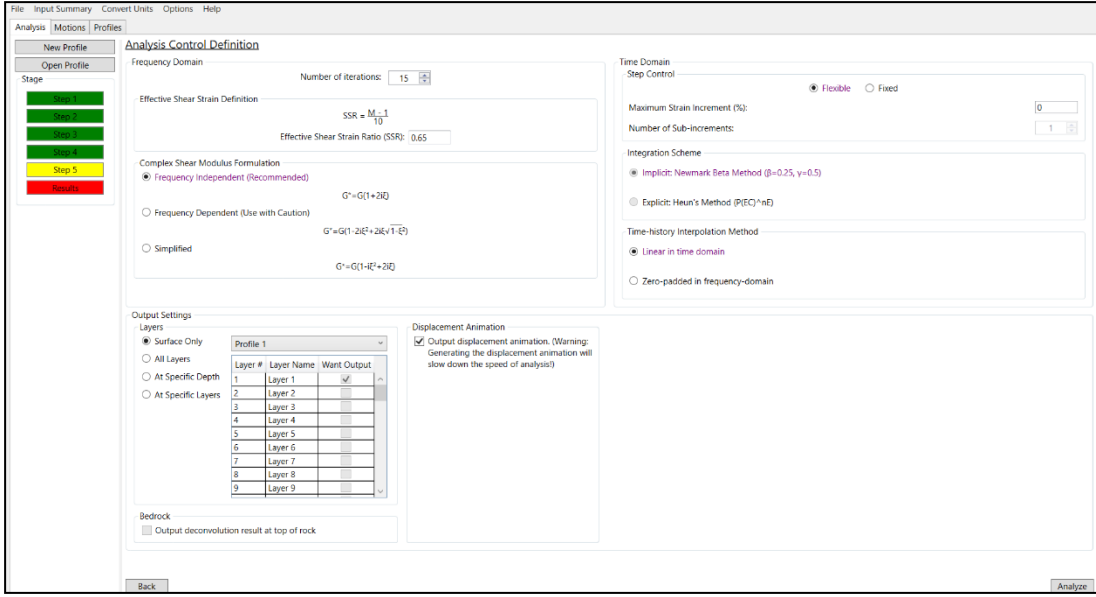 File Input Summary Convert Units Options Help
Analysis Motions Profiles
New Profile
Open Profile
Stage
Step 1
Step 2
Step 3
Step 4
Step 5
Results
Analysis Control Definition
Frequency Domain
Number of iterations: 15
Effective Shear Strain Definition
SSR = M - 1
10
Effective Shear Strain Ratio (SSR): 0.65
Complex Shear Modulus Formulation
Frequency Independent (Recommended)
G*=G(1+2iξ)
Frequency Dependent (Use with Caution)
G*=G(1-2iξ²+2iξ√1-ξ²)
Simplified
G*=G(1-iξ²+2iξ)
Time Domain
Step Control
Flexible Fixed
Maximum Strain Increment (%): 0
Number of Sub-increments: 1
Integration Scheme
Implicit: Newmark Beta Method (β=0.25, γ=0.5)
Explicit: Heun's Method (P(EC)^nE)
Time-history Interpolation Method
Linear in time domain
Zero-padded in frequency-domain
Output Settings
Layers
Surface Only
All Layers
At Specific Depth
At Specific Layers
Profile 1
Layer # Layer Name Want Output
1 Layer 1
2 Layer 2
3 Layer 3
4 Layer 4
5 Layer 5
6 Layer 6
7 Layer 7
8 Layer 8
9 Layer 9
Bedrock
Output deconvolution result at top of rock
Displacement Animation
Output displacement animation. (Warning:
Generating the displacement animation will
slow down the speed of analysis!)
Back
Analyze